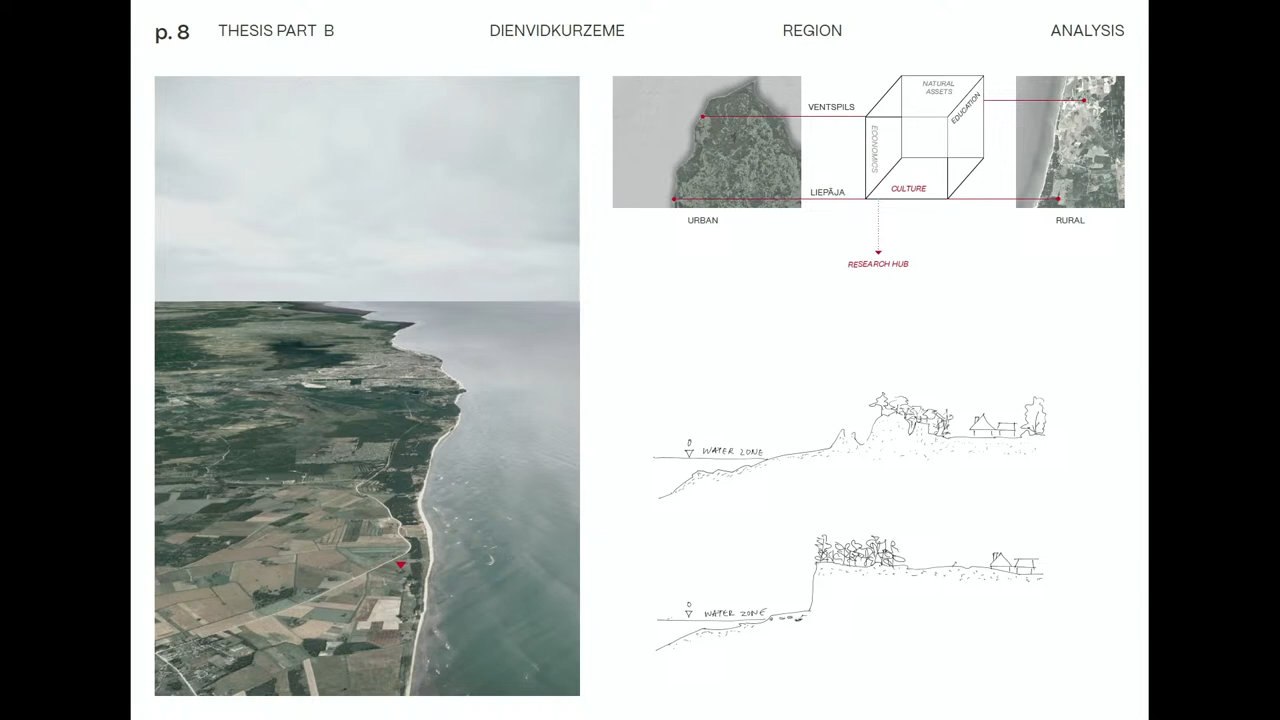 p. 8
THESIS PART B
DIENVIDKURZEME
REGION
ANALYSIS
VENTSPILS
LIEPĀJA
URBAN
NATURAL
ASSETS
EDUCATION
ECONOMICS
CULTURE
RESEARCH HUB
RURAL
0
WATER ZONE
0
WATER ZONE